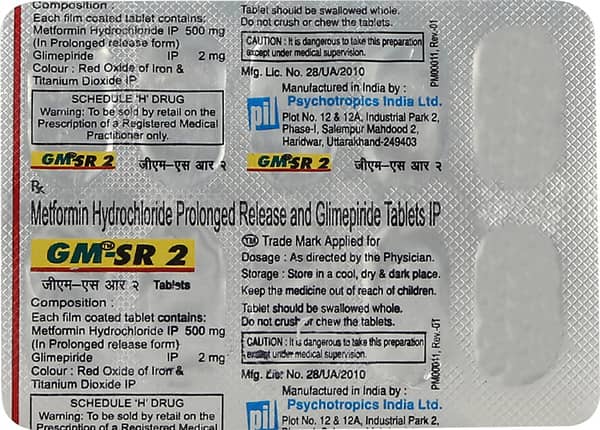 Composition :
Each film coated tablet contains:
Metformin Hydrochloride IP 500 mg
(In Prolonged release form)
Glimepiride IP 2 mg
Colour : Red Oxide of Iron &
Titanium Dioxide IP
SCHEDULE 'H' DRUG
Warning: To be sold by retail on the
Prescription of a Registered Medical
Practitioner only.
GM-SR 2
जीएम-एस आर २
Tablet should be swallowed whole.
Do not crush or chew the tablets.
CAUTION : It is dangerous to take this preparation
except under medical supervision.
Mfg. Lic. No. 28/UA/2010
Manufactured in India by :
pil
Psychotropics India Ltd.
Plot No. 12 & 12A, Industrial Park 2,
Phase-I, Salempur Mahdood 2,
Haridwar, Uttarakhand-249403
GM-SR 2
जीएम-एस आर २
PM00011, Rev.-01
Rx
Metformin Hydrochloride Prolonged Release and Glimepiride Tablets IP
GM-SR 2
TM
जीएम-एस आर २ Tablets
Composition :
Each film coated tablet contains:
Metformin Hydrochloride IP 500 mg
(In Prolonged release form)
Glimepiride IP 2 mg
Colour : Red Oxide of Iron &
Titanium Dioxide IP
SCHEDULE 'H' DRUG
Warning: To be sold by retail on the
Prescription of a Registered Medical
TM Trade Mark Applied for
Dosage : As directed by the Physician.
Storage : Store in a cool, dry & dark place.
Keep the medicine out of reach of children.
Tablet should be swallowed whole.
Do not crush or chew the tablets.
CAUTION : It is dangerous to take this preparation
except under medical supervision.
Mfg. Lic. No. 28/UA/2010
Manufactured in India by :
pil
Psychotropics India Ltd.
Plot No. 12 & 12A, Industrial Park 2,
PM00011, Rev.-01